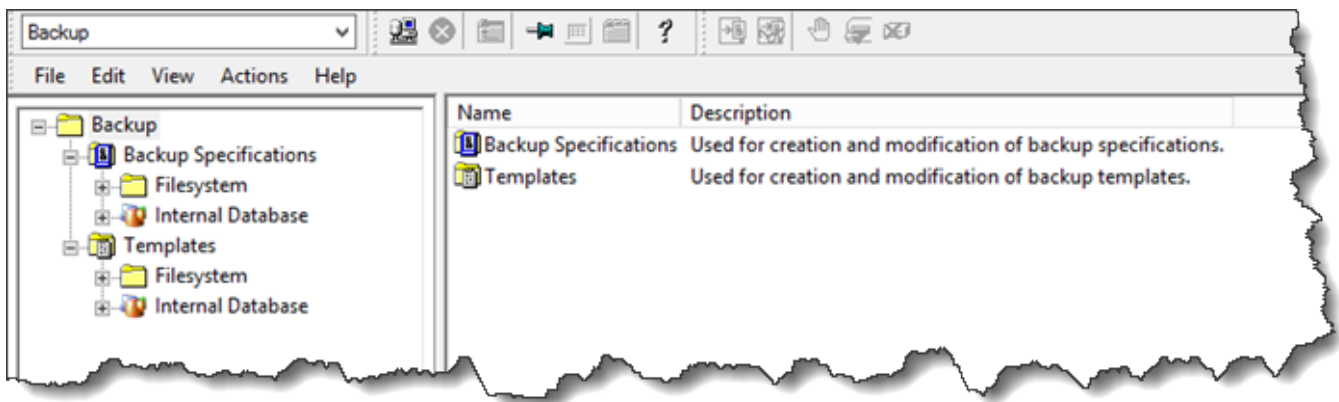 Backup
?
File Edit View Actions Help
Backup
Backup Specifications
Filesystem
Internal Database
Templates
Filesystem
Internal Database
Name Description
Backup Specifications Used for creation and modification of backup specifications.
Templates Used for creation and modification of backup templates.